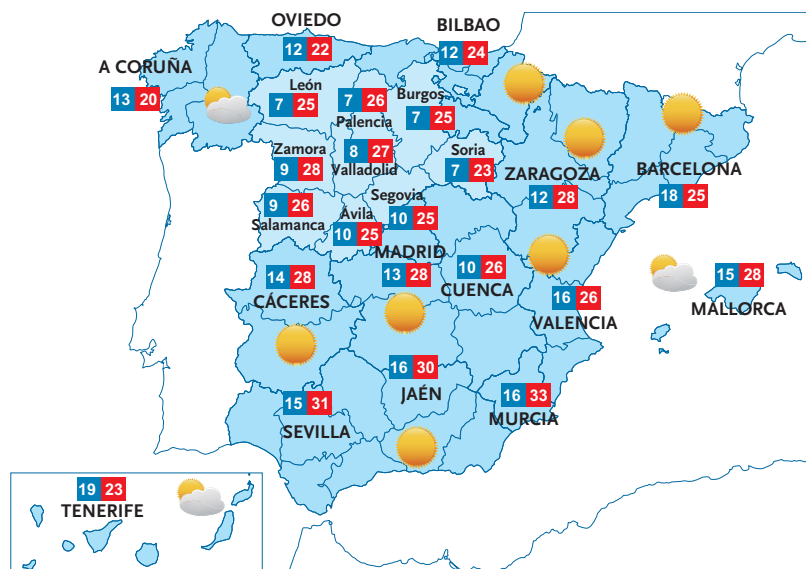 OVIEDO
12 22
BILBAO
12 24
A CORUÑA
13 20
León
7 25
7 26
Palencia
Burgos
7 25
Zamora
9 28
8 27
Valladolid
Soria
7 23
ZARAGOZA
12 28
BARCELONA
18 25
9 26
Salamanca
Ávila
10 25
Segovia
10 25
MADRID
13 28
10 26
CUENCA
14 28
CÁCERES
16 26
VALENCIA
15 28
MALLORCA
16 30
JAÉN
15 31
SEVILLA
16 33
MURCIA
19 23
TENERIFE